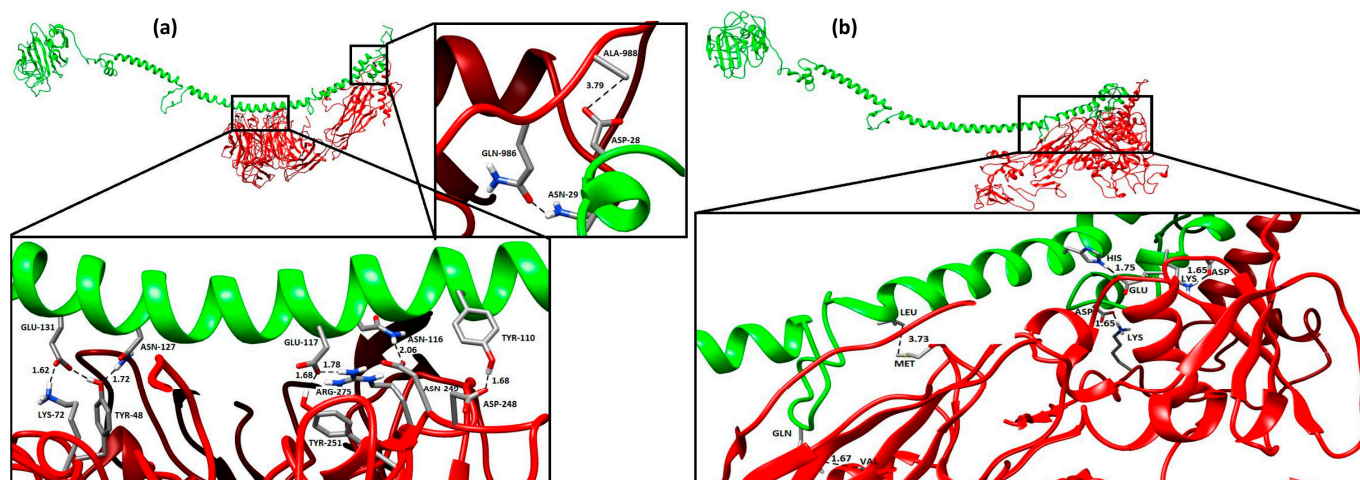 (a)
ALA-988
3.79
ASP-28
GLN-986
ASN-29
GLU-131
ASN-127
1.62
1.72
LYS-72
TYR-48
GLU-117
ASN-116
2.06
1.78
1.68
ARG-275
ASN 249
TYR-251
TYR-110
1.68
ASP-248
(b)
HIS
1.75
GLU
LYS
1.65
ASP
ASP
1.65
LYS
LEU
3.73
MET
GLN
1.67
VAL